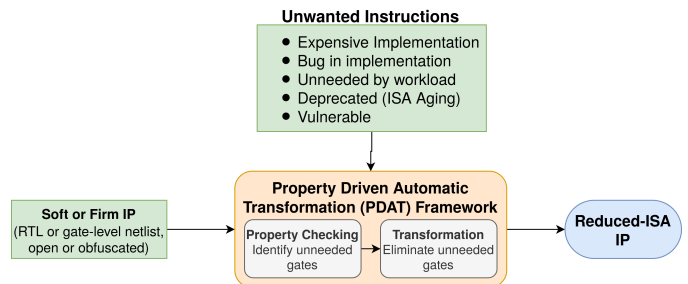 Unwanted Instructions
● Expensive Implementation
● Bug in implementation
● Unneeded by workload
● Deprecated (ISA Aging)
● Vulnerable
Soft or Firm IP
(RTL or gate-level netlist,
open or obfuscated)
Property Driven Automatic
Transformation (PDAT) Framework
Property Checking
Identify unneeded
gates
Transformation
Eliminate unneeded
gates
Reduced-ISA
IP